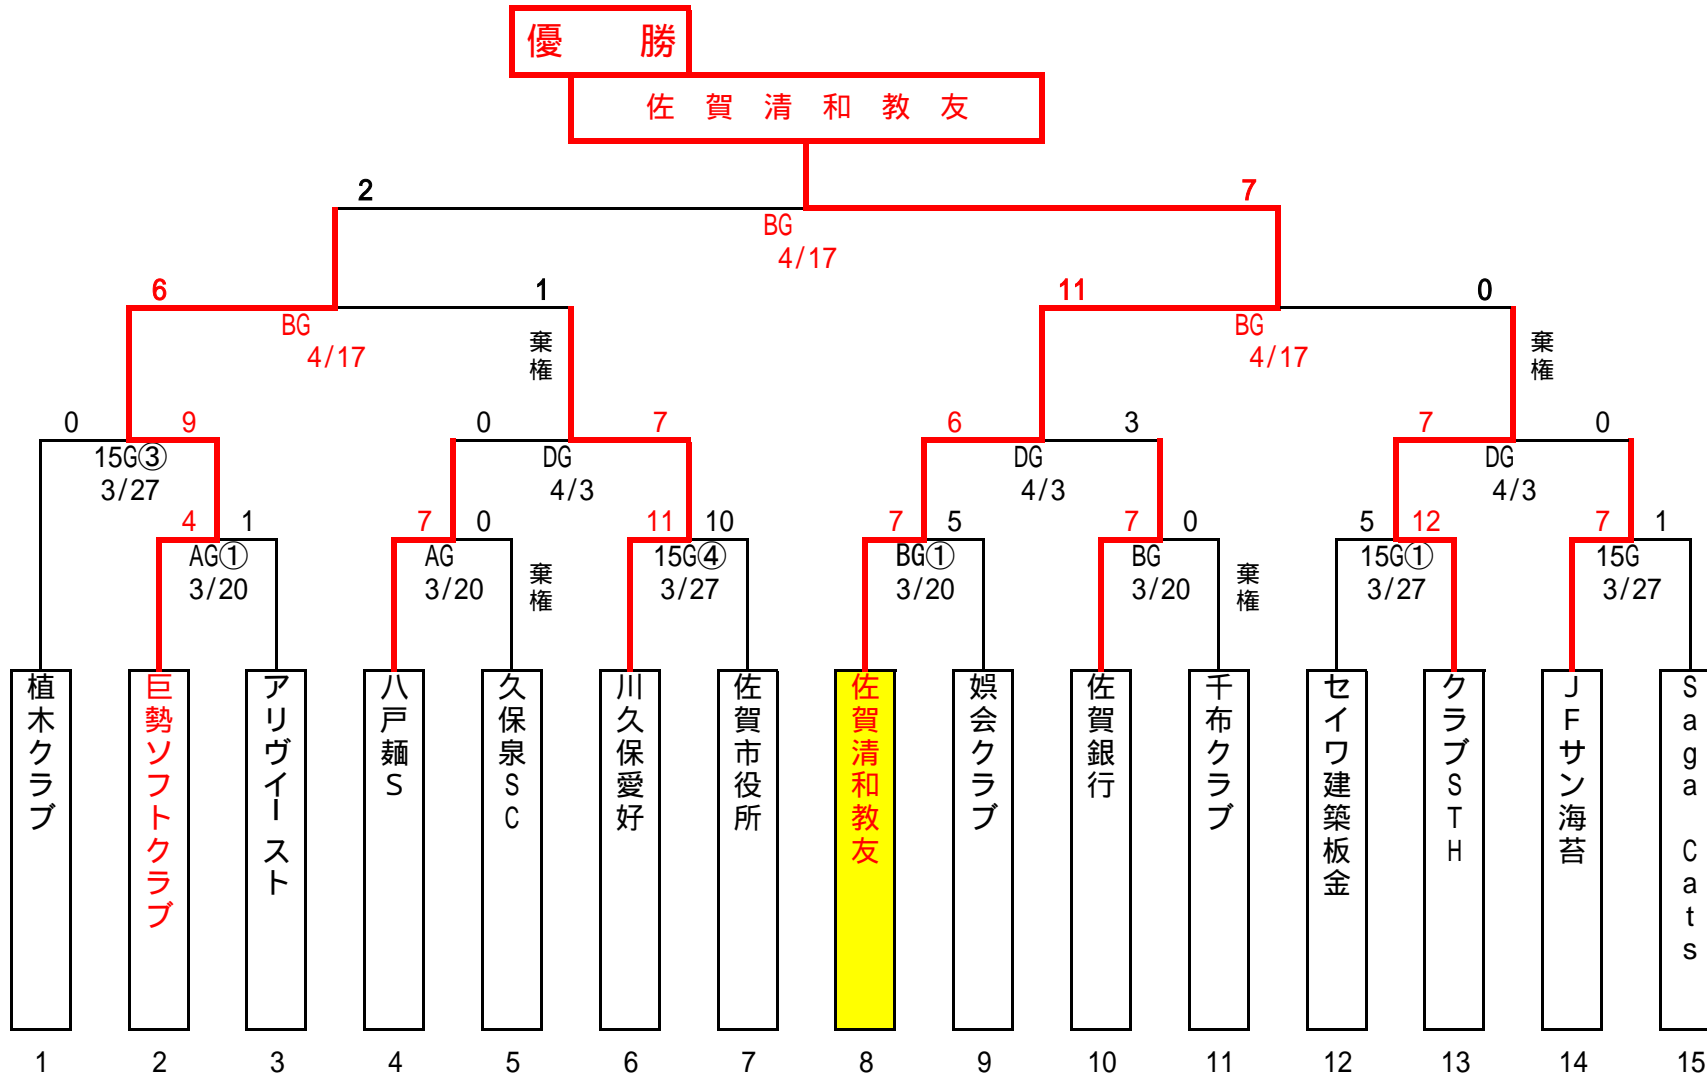 優 勝
佐 賀 清 和 教 友
2 7
BG
4/17
6 1 11 0
BG BG
4/17 4/17
棄権 棄権
0 9 0 7 6 3 7 0
15G③ DG DG DG
3/27 4/3 4/3 4/3
4 1 7 0 11 10 7 5 7 0 5 12 7 1
AG① AG 15G④ BG① BG 15G① 15G
3/20 3/20 3/27 3/20 3/20 3/27 3/27
棄権 棄権
植木クラブ
巨勢ソフトクラブ
アリヴイースト
八戸麺S
久保泉SC
川久保愛好
佐賀市役所
佐賀清和教友
娯会クラブ
佐賀銀行
千布クラブ
セイワ建築板金
クラブSTH
JFサン海苔
Saga Cats
1 2 3 4 5 6 7 8 9 10 11 12 13 14 15